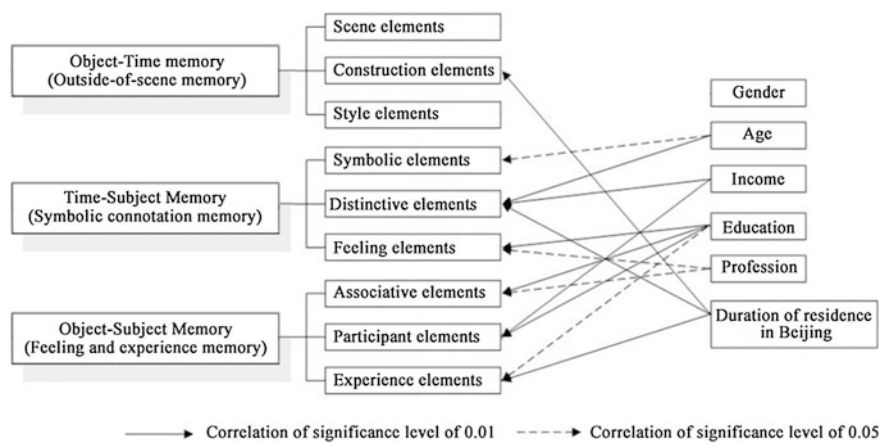 Scene elements
Object-Time memory
(Outside-of-scene memory)
Construction elements
Style elements
Symbolic elements
Time-Subject Memory
(Symbolic connotation memory)
Distinctive elements
Feeling elements
Associative elements
Object-Subject Memory
(Feeling and experience memory)
Participant elements
Experience elements
Gender
Age
Income
Education
Profession
Duration of residence
in Beijing
Correlation of significance level of 0.01
Correlation of significance level of 0.05